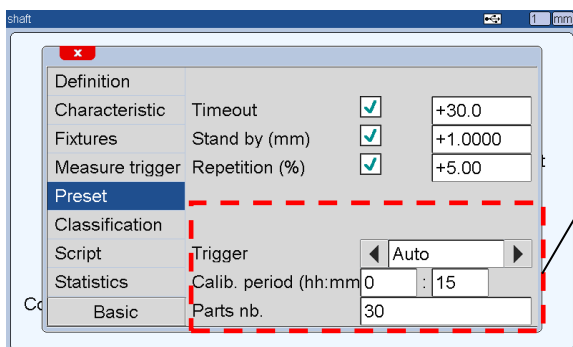 shaft 1 mm
x
Definition
Characteristic Timeout +30.0
Fixtures Stand by (mm) +1.0000
Measure trigger Repetition (%) +5.00
Preset
Classification
Script Trigger Auto
Statistics Calib. period (hh:mm 0 : 15
Basic Parts nb. 30